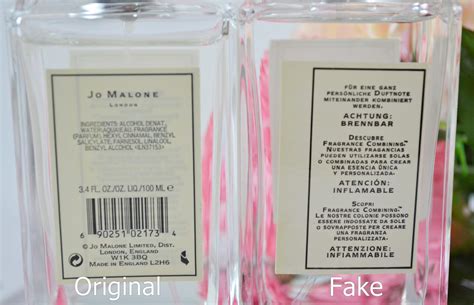 JO MALONE
LONDON
INGREDIENTS: ALCOHOL DENAT,
WATER\AQUA\EAU, FRAGRANCE
(PARFUM), HEXYL CINNAMAL, BENZYL
SALICYLATE, FARNESOL, LINALOOL,
BENZYL ALCOHOL <ILN37153>
3.4 FL.OZ./OZ. LIQ./100 ML ℮
6 90251 02173 4
© JO MALONE LIMITED, DIST.
LONDON, ENGLAND
W1K 3BQ
MADE IN ENGLAND L2H6
Original
FÜR EINE GANZ
PERSÖNLICHE DUFTNOTE
MITEINANDER KOMBINIERT
WERDEN.
ACHTUNG:
BRENNBAR
DESCUBRE
FRAGRANCE COMBINING™
NUESTRAS FRAGANCIAS
PUEDEN UTILIZARSE SOLAS
O COMBINADAS PARA CREAR
UNA ESENCIA ÚNICA
Y PERSONALIZADA.
ATENCIÓN:
INFLAMABLE
SCOPRI
FRAGRANCE COMBINING™
LE NOSTRE COLONIE POSSONO
ESSERE INDOSSATE DA SOLE
O SOVRAPPOSTE PER CREARE
UNA FRAGRANZA
PERSONALIZZATA.
ATTENZIONE:
INFIAMMABILE
Fake